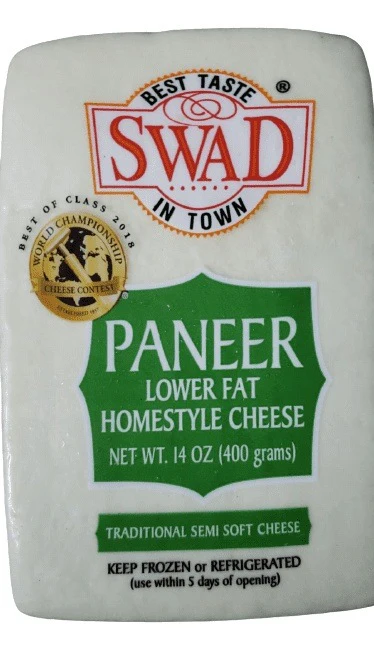 BEST TASTE ®
SWAD
IN TOWN
BEST OF CLASS 2018
WORLD CHAMPIONSHIP
CHEESE CONTEST
PANEER
LOWER FAT
HOMESTYLE CHEESE
NET WT. 14 OZ (400 grams)
TRADITIONAL SEMI SOFT CHEESE
KEEP FROZEN or REFRIGERATED
(use within 5 days of opening)